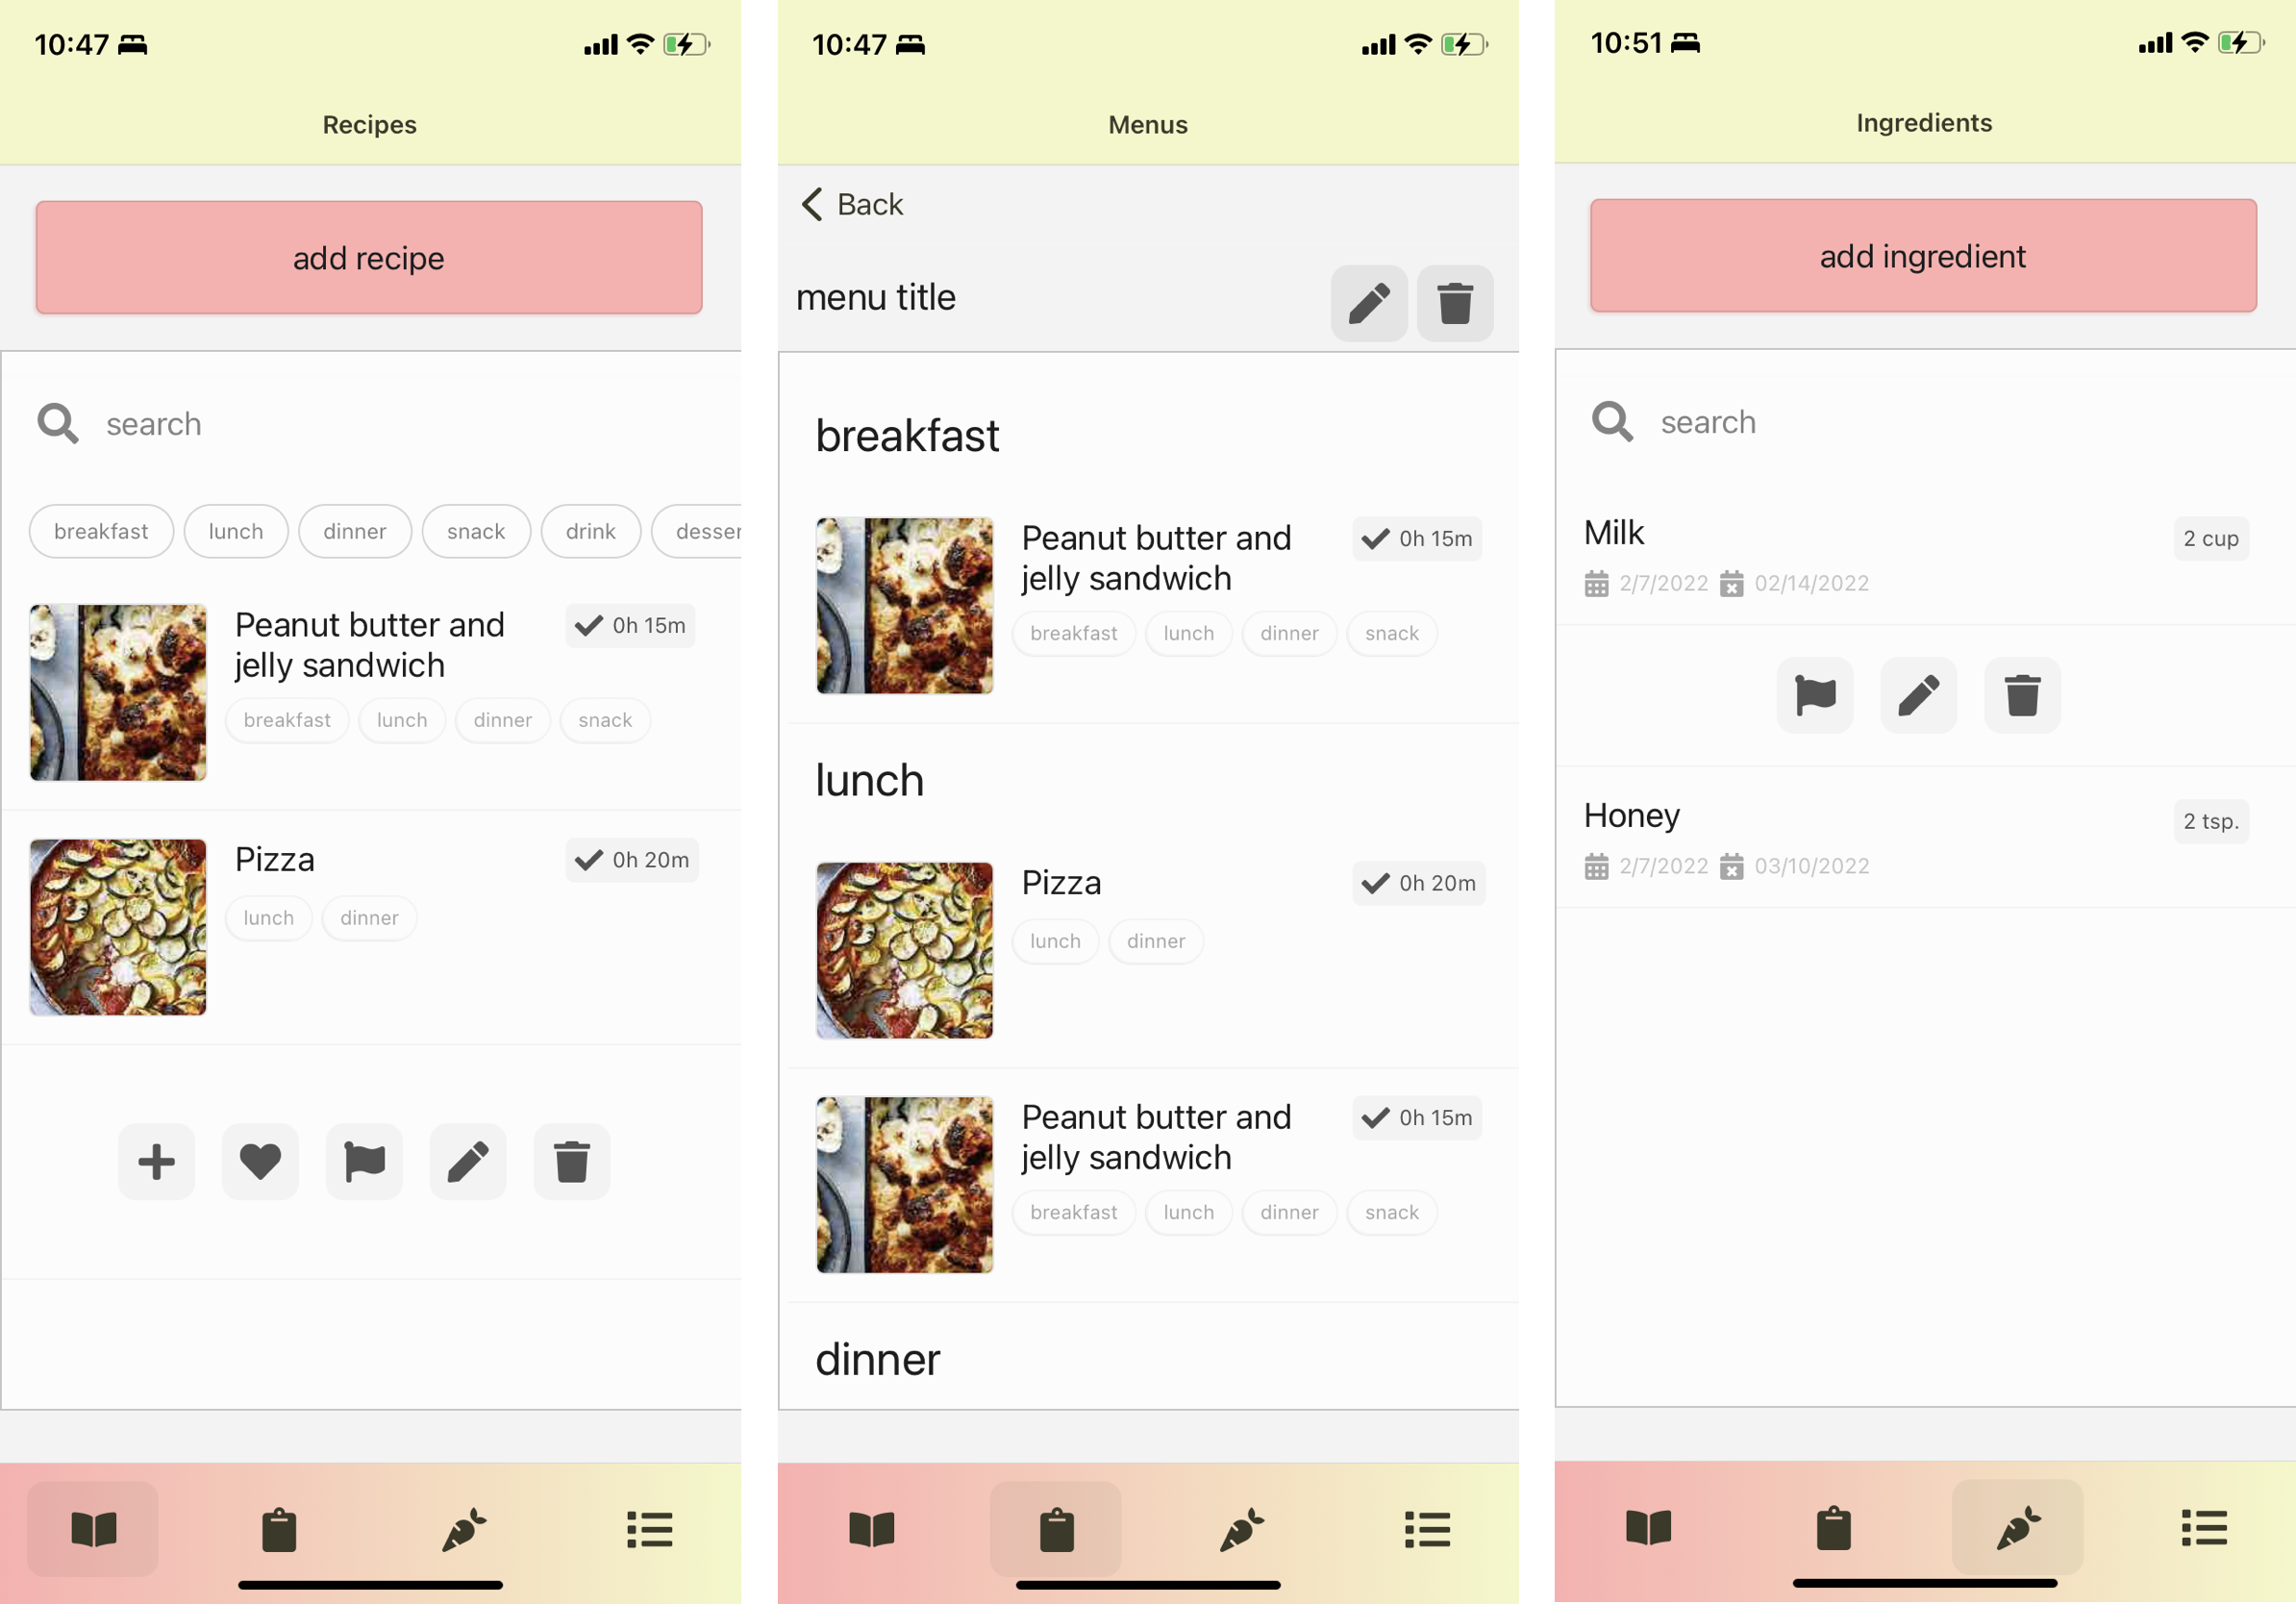 10:47
Recipes
add recipe
search
breakfast lunch dinner snack drink desser
Peanut butter and
jelly sandwich
0h 15m
breakfast lunch dinner snack
Pizza
0h 20m
lunch dinner
10:47
Menus
Back
menu title
breakfast
Peanut butter and
jelly sandwich
0h 15m
breakfast lunch dinner snack
lunch
Pizza
0h 20m
lunch dinner
Peanut butter and
jelly sandwich
0h 15m
breakfast lunch dinner snack
dinner
10:51
Ingredients
add ingredient
search
Milk
2 cup
2/7/2022 02/14/2022
Honey
2 tsp.
2/7/2022 03/10/2022